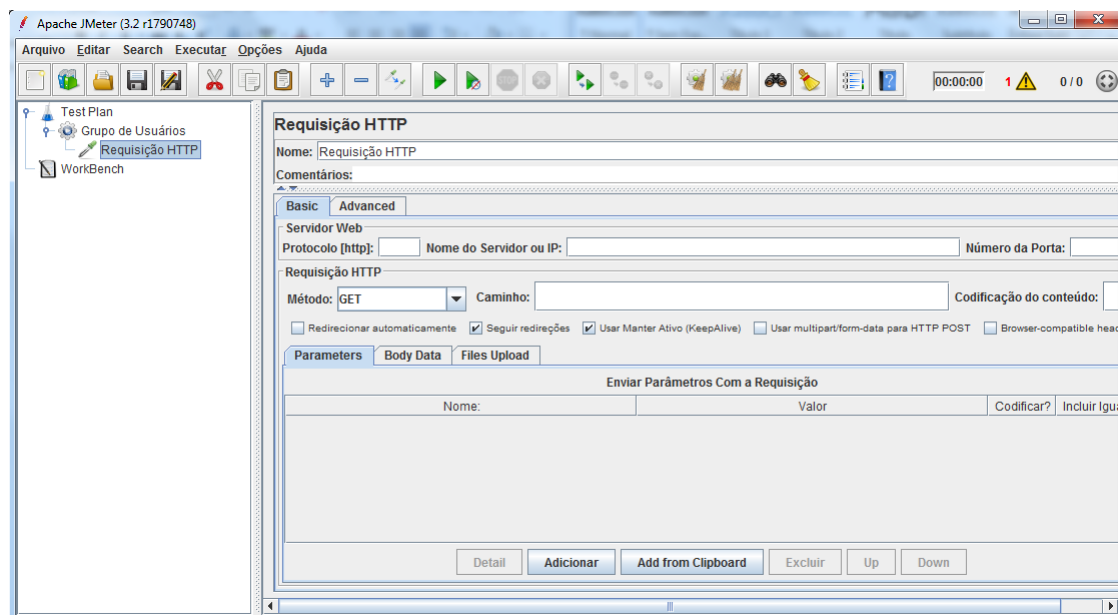 Apache JMeter (3.2 r1790748)
Arquivo Editar Search Executar Opções Ajuda
STOP
00:00:00 1 0 / 0
Test Plan
Grupo de Usuários
Requisição HTTP
WorkBench
Requisição HTTP
Nome: Requisição HTTP
Comentários:
Basic Advanced
Servidor Web
Protocolo [http]: Nome do Servidor ou IP: Número da Porta:
Requisição HTTP
Método: GET Caminho: Codificação do conteúdo:
Redirecionar automaticamente Seguir redireções Usar Manter Ativo (KeepAlive) Usar multipart/form-data para HTTP POST Browser-compatible head
Parameters Body Data Files Upload
Enviar Parâmetros Com a Requisição
Nome: Valor Codificar? Incluir Igua
Detail Adicionar Add from Clipboard Excluir Up Down